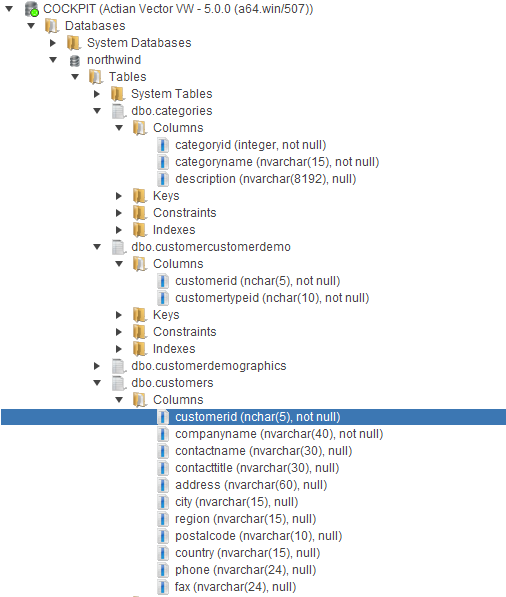 COCKPIT (Actian Vector VW - 5.0.0 (a64.win/507))
Databases
System Databases
northwind
Tables
System Tables
dbo.categories
Columns
categoryid (integer, not null)
categoryname (nvarchar(15), not null)
description (nvarchar(8192), null)
Keys
Constraints
Indexes
dbo.customercustomerdemo
Columns
customerid (nchar(5), not null)
customertypeid (nchar(10), not null)
Keys
Constraints
Indexes
dbo.customerdemographics
dbo.customers
Columns
customerid (nchar(5), not null)
companyname (nvarchar(40), not null)
contactname (nvarchar(30), null)
contacttitle (nvarchar(30), null)
address (nvarchar(60), null)
city (nvarchar(15), null)
region (nvarchar(15), null)
postalcode (nvarchar(10), null)
country (nvarchar(15), null)
phone (nvarchar(24), null)
fax (nvarchar(24), null)